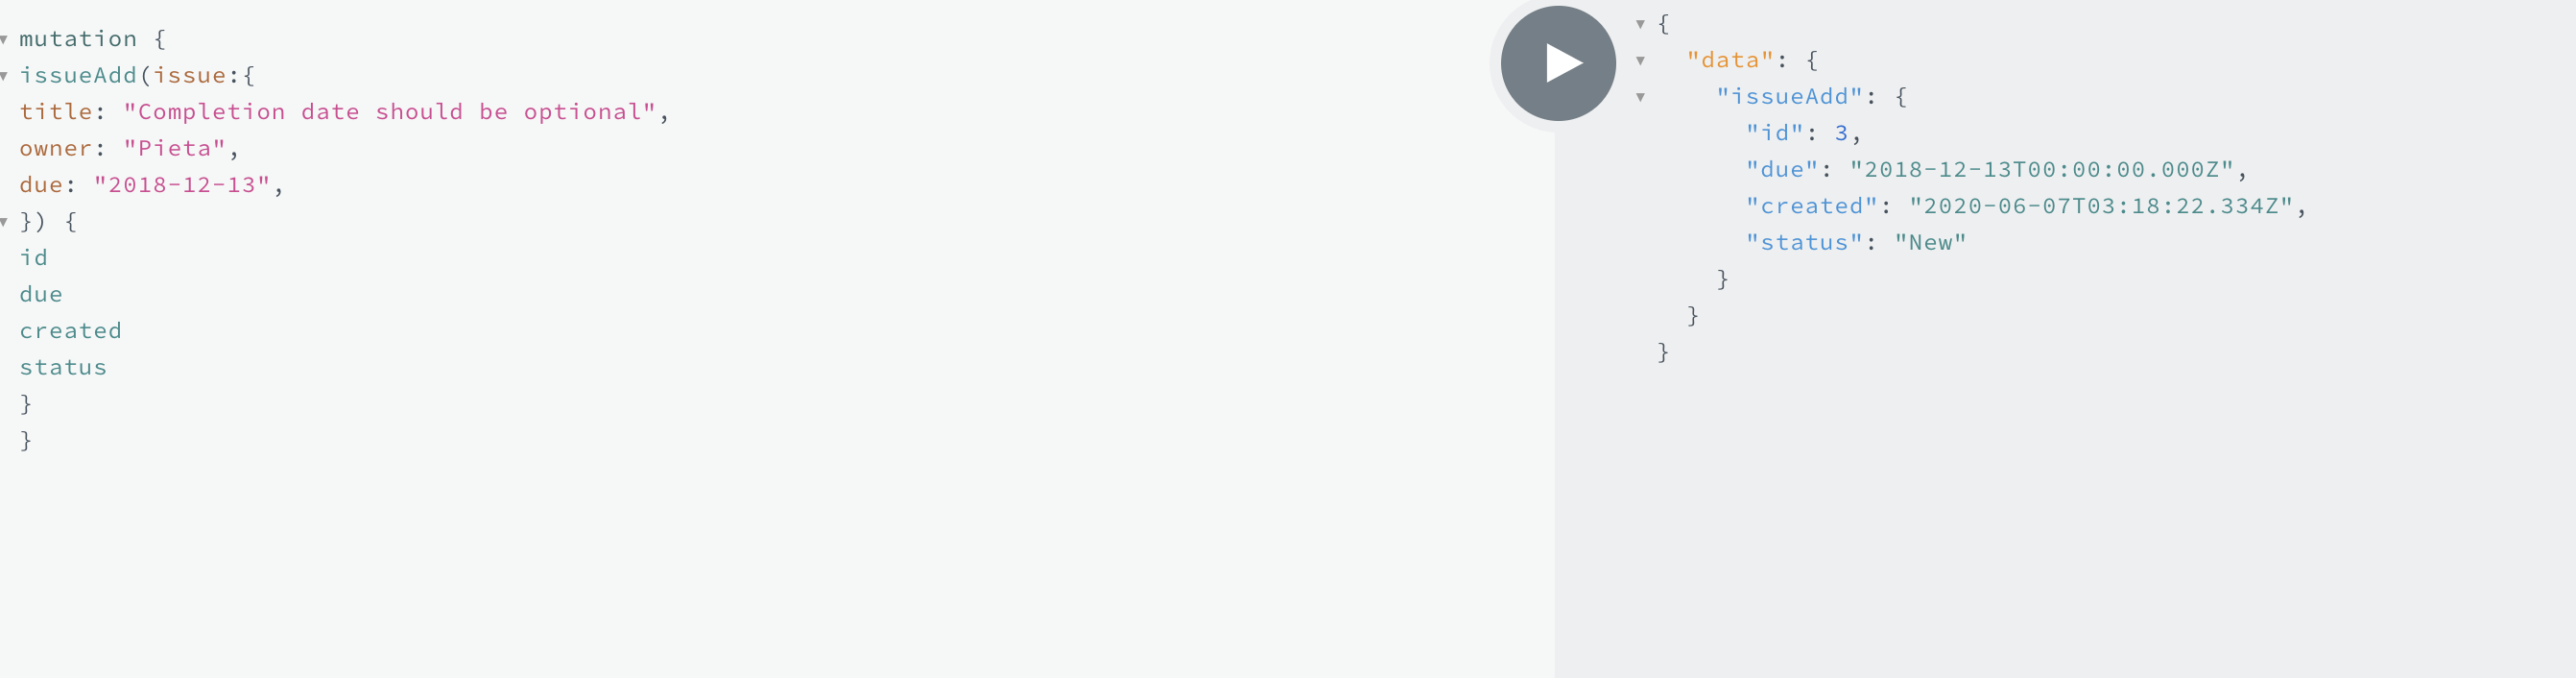 mutation {
issueAdd(issue:{
title: "Completion date should be optional",
owner: "Pieta",
due: "2018-12-13",
}) {
id
due
created
status
}
}
{
"data": {
"issueAdd": {
"id": 3,
"due": "2018-12-13T00:00:00.000Z",
"created": "2020-06-07T03:18:22.334Z",
"status": "New"
}
}
}